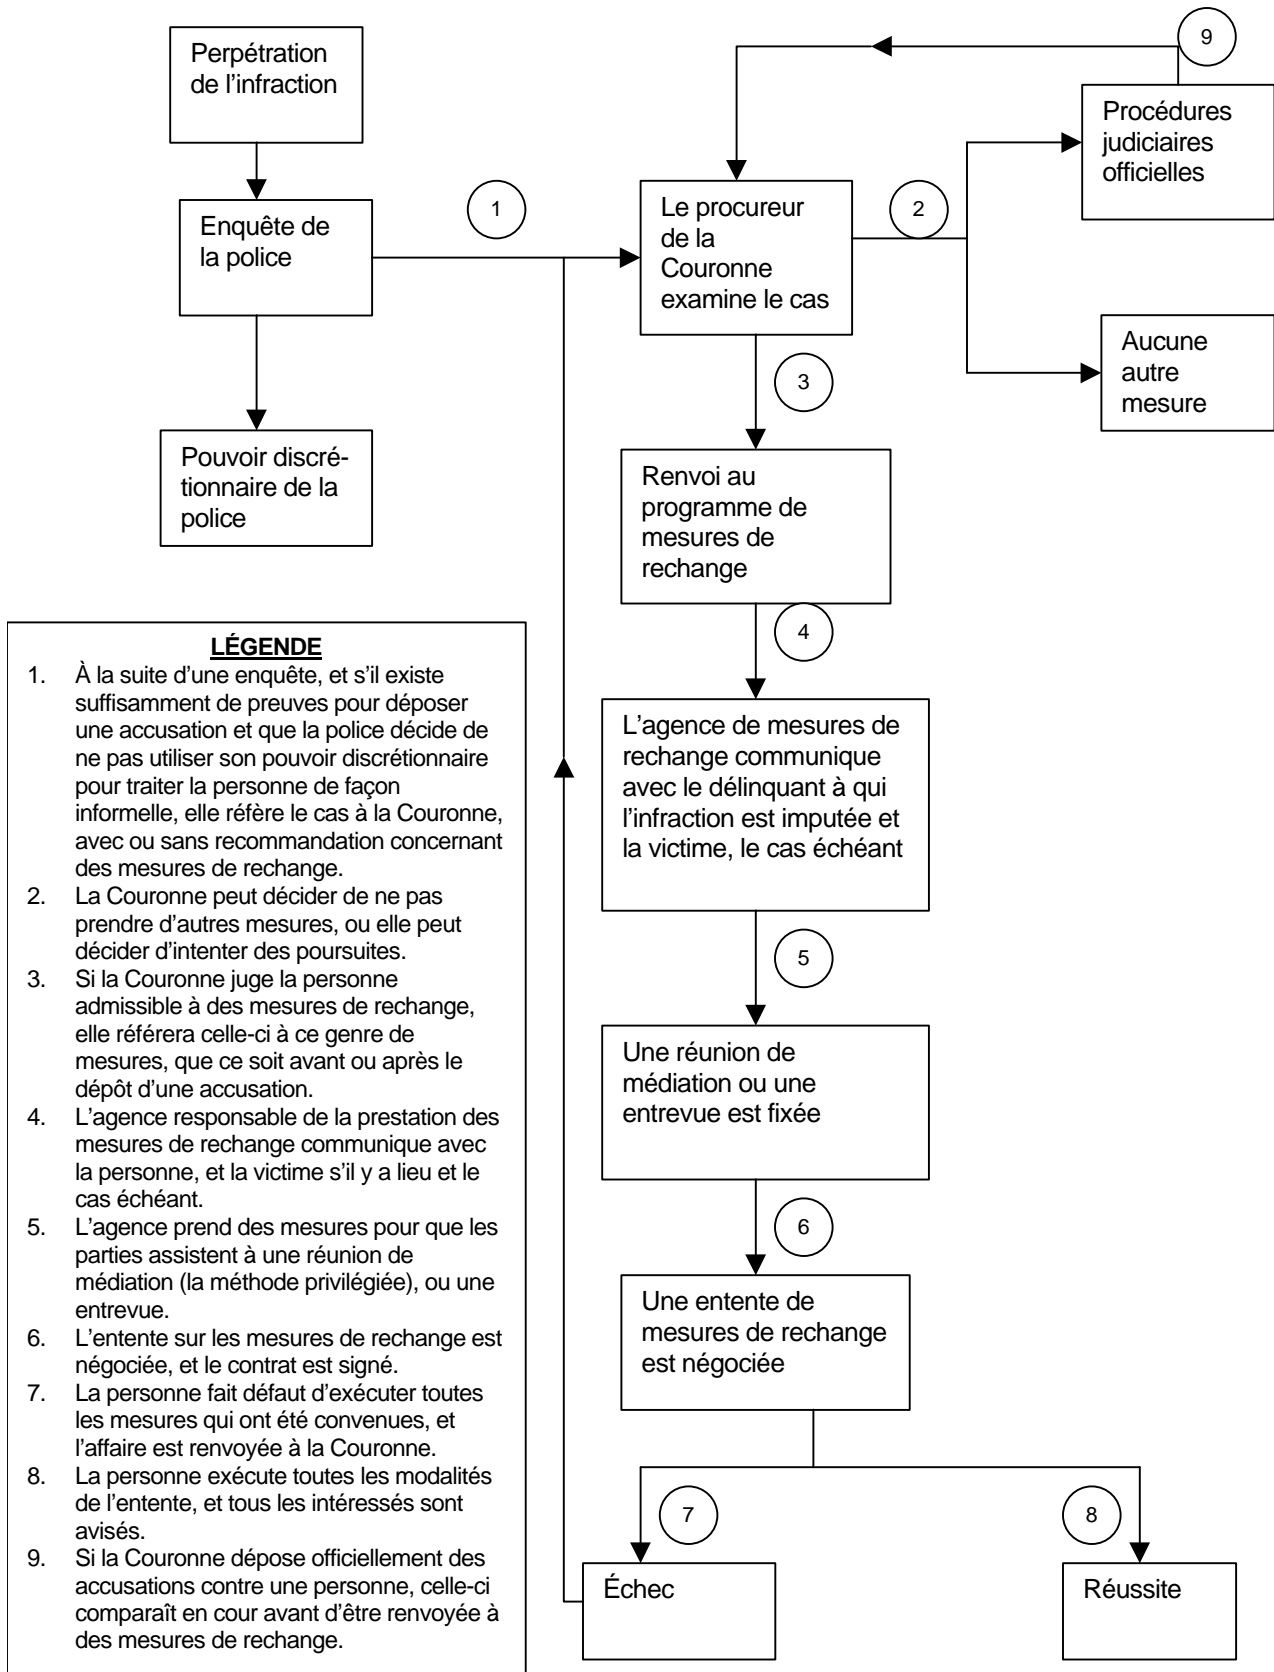 Perpétration
de l'infraction
Enquête de
la police
Pouvoir discré-
tionnaire de la
police
1
Le procureur
de la
Couronne
examine le cas
2
9
Procédures
judiciaires
officielles
Aucune
autre
mesure
3
Renvoi au
programme de
mesures de
rechange
4
L'agence de mesures de
rechange communique
avec le délinquant à qui
l'infraction est imputée et
la victime, le cas échéant
5
Une réunion de
médiation ou une
entrevue est fixée
6
Une entente de
mesures de rechange
est négociée
7
8
Échec
Réussite
LÉGENDE
1. À la suite d'une enquête, et s'il existe
suffisamment de preuves pour déposer
une accusation et que la police décide de
ne pas utiliser son pouvoir discrétionnaire
pour traiter la personne de façon
informelle, elle réfère le cas à la Couronne,
avec ou sans recommandation concernant
des mesures de rechange.
2. La Couronne peut décider de ne pas
prendre d'autres mesures, ou elle peut
décider d'intenter des poursuites.
3. Si la Couronne juge la personne
admissible à des mesures de rechange,
elle référera celle-ci à ce genre de
mesures, que ce soit avant ou après le
dépôt d'une accusation.
4. L'agence responsable de la prestation des
mesures de rechange communique avec
la personne, et la victime s'il y a lieu et le
cas échéant.
5. L'agence prend des mesures pour que les
parties assistent à une réunion de
médiation (la méthode privilégiée), ou une
entrevue.
6. L'entente sur les mesures de rechange est
négociée, et le contrat est signé.
7. La personne fait défaut d'exécuter toutes
les mesures qui ont été convenues, et
l'affaire est renvoyée à la Couronne.
8. La personne exécute toutes les modalités
de l'entente, et tous les intéressés sont
avisés.
9. Si la Couronne dépose officiellement des
accusations contre une personne, celle-ci
comparaît en cour avant d'être renvoyée à
des mesures de rechange.